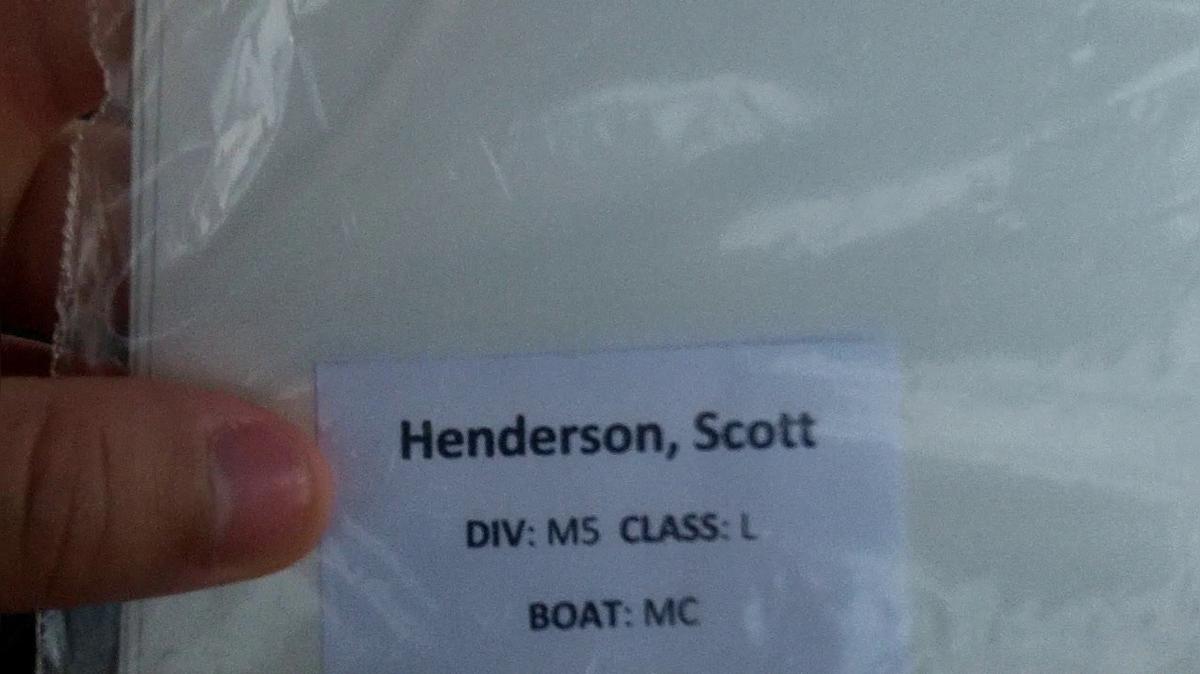 Henderson, Scott
DIV: M5 CLASS: L
BOAT: MC